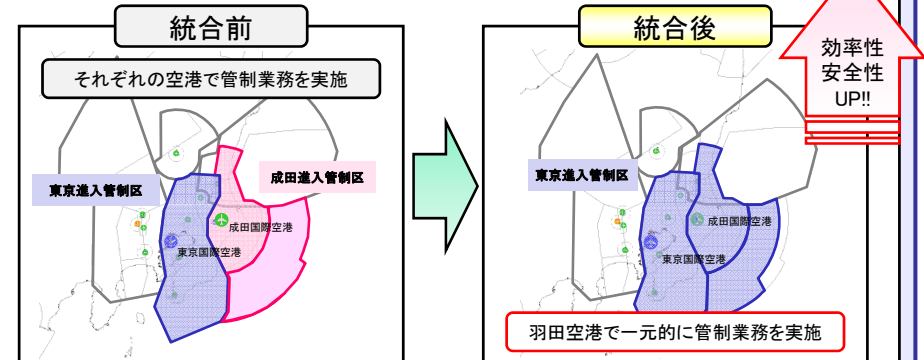 統合前
それぞれの空港で管制業務を実施
東京進入管制区
成田進入管制区
成田国際空港
東京国際空港
統合後
効率性
安全性
UP!!
東京進入管制区
成田国際空港
東京国際空港
羽田空港で一元的に管制業務を実施